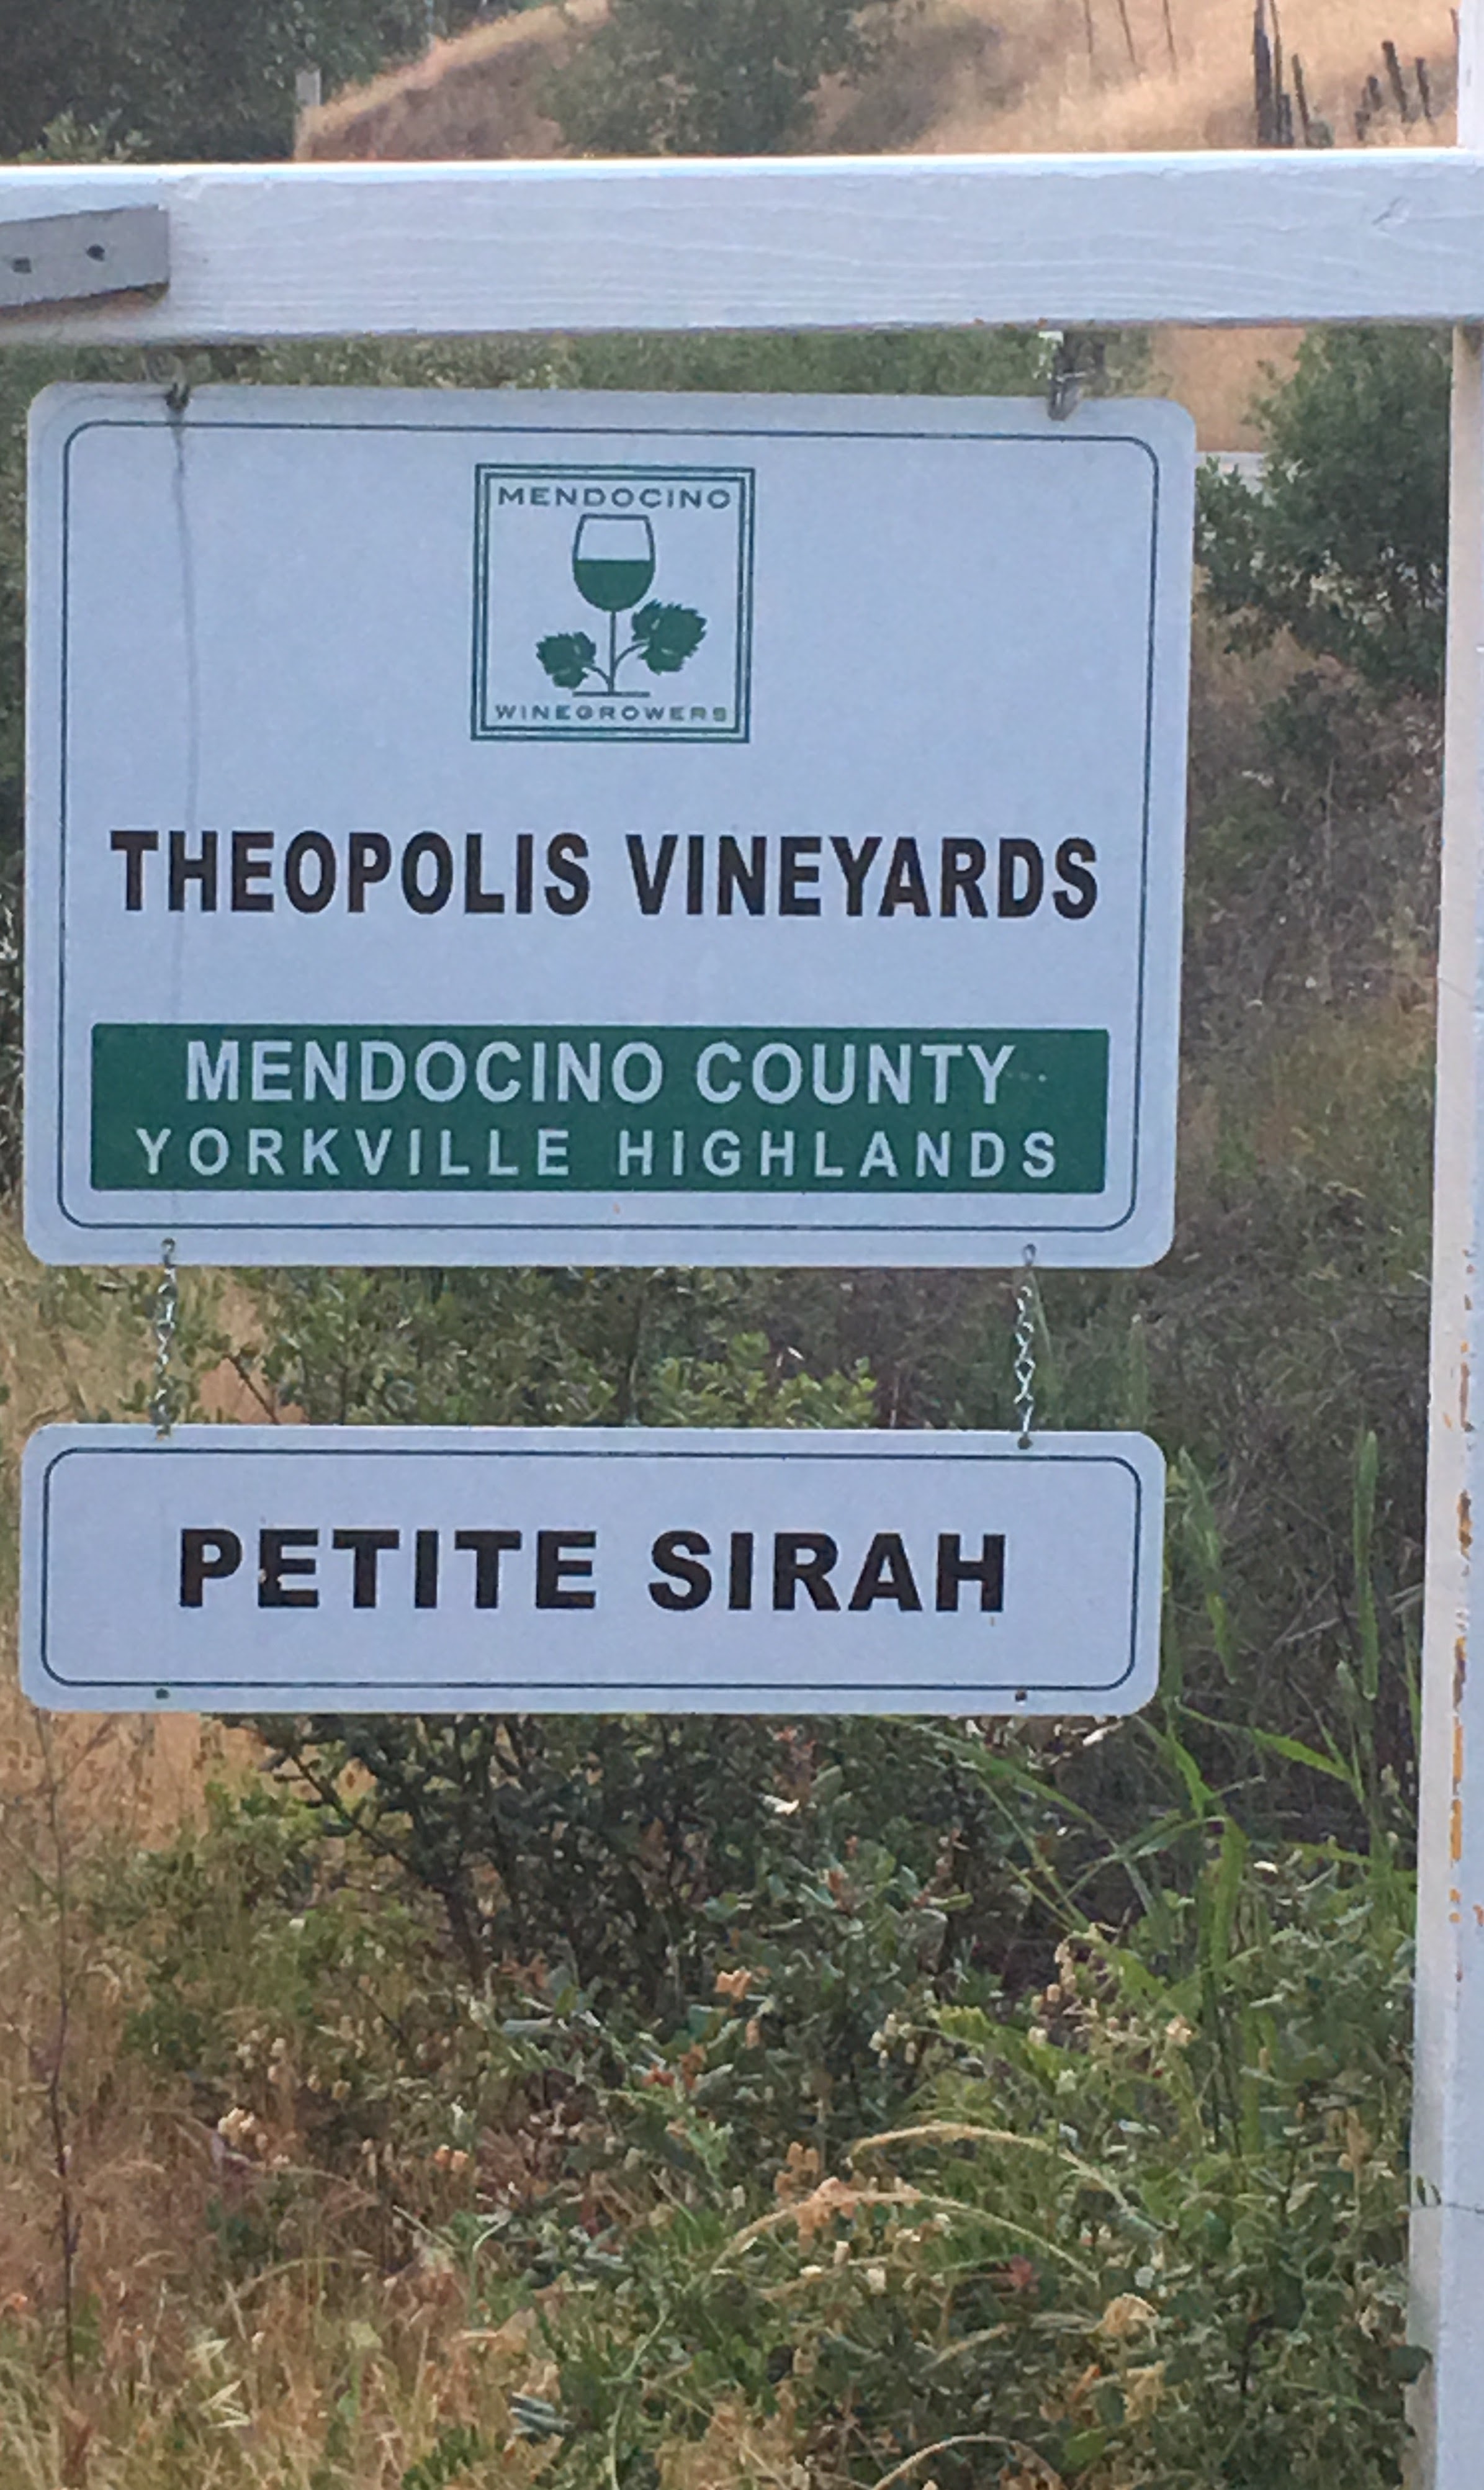 MENDOCINO
WINEGROWERS
THEOPOLIS VINEYARDS
MENDOCINO COUNTY
YORKVILLE HIGHLANDS
PETITE SIRAH